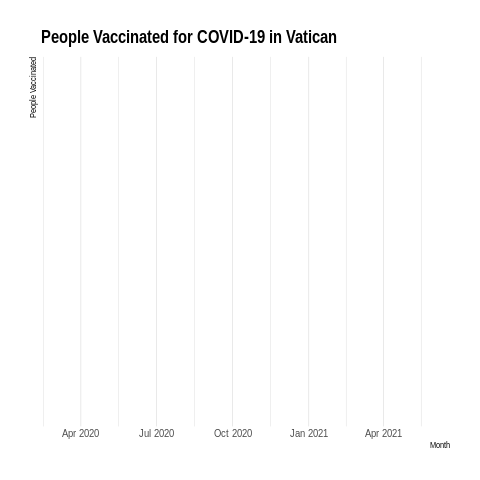 People Vaccinated for COVID-19 in Vatican
People Vaccinated
Apr 2020 Jul 2020 Oct 2020 Jan 2021 Apr 2021
Month